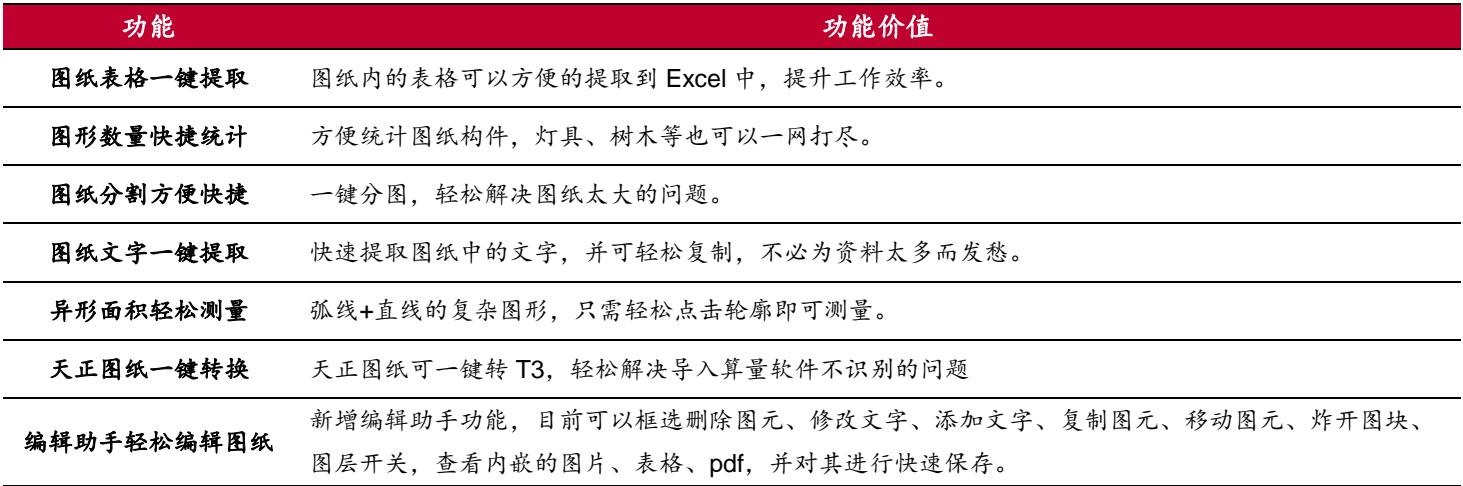 功能 功能价值
图纸表格一键提取 图纸内的表格可以方便的提取到 Excel 中，提升工作效率。
图形数量快捷统计 方便统计图纸构件，灯具、树木等也可以一网打尽。
图纸分割方便快捷 一键分图，轻松解决图纸太大的问题。
图纸文字一键提取 快速提取图纸中的文字，并可轻松复制，不必为资料太多而发愁。
异形面积轻松测量 弧线+直线的复杂图形，只需轻松点击轮廓即可测量。
天正图纸一键转换 天正图纸可一键转 T3，轻松解决导入算量软件不识别的问题
编辑助手轻松编辑图纸 新增编辑助手功能，目前可以框选删除图元、修改文字、添加文字、复制图元、移动图元、炸开图块、
图层开关，查看内嵌的图片、表格、pdf，并对其进行快速保存。